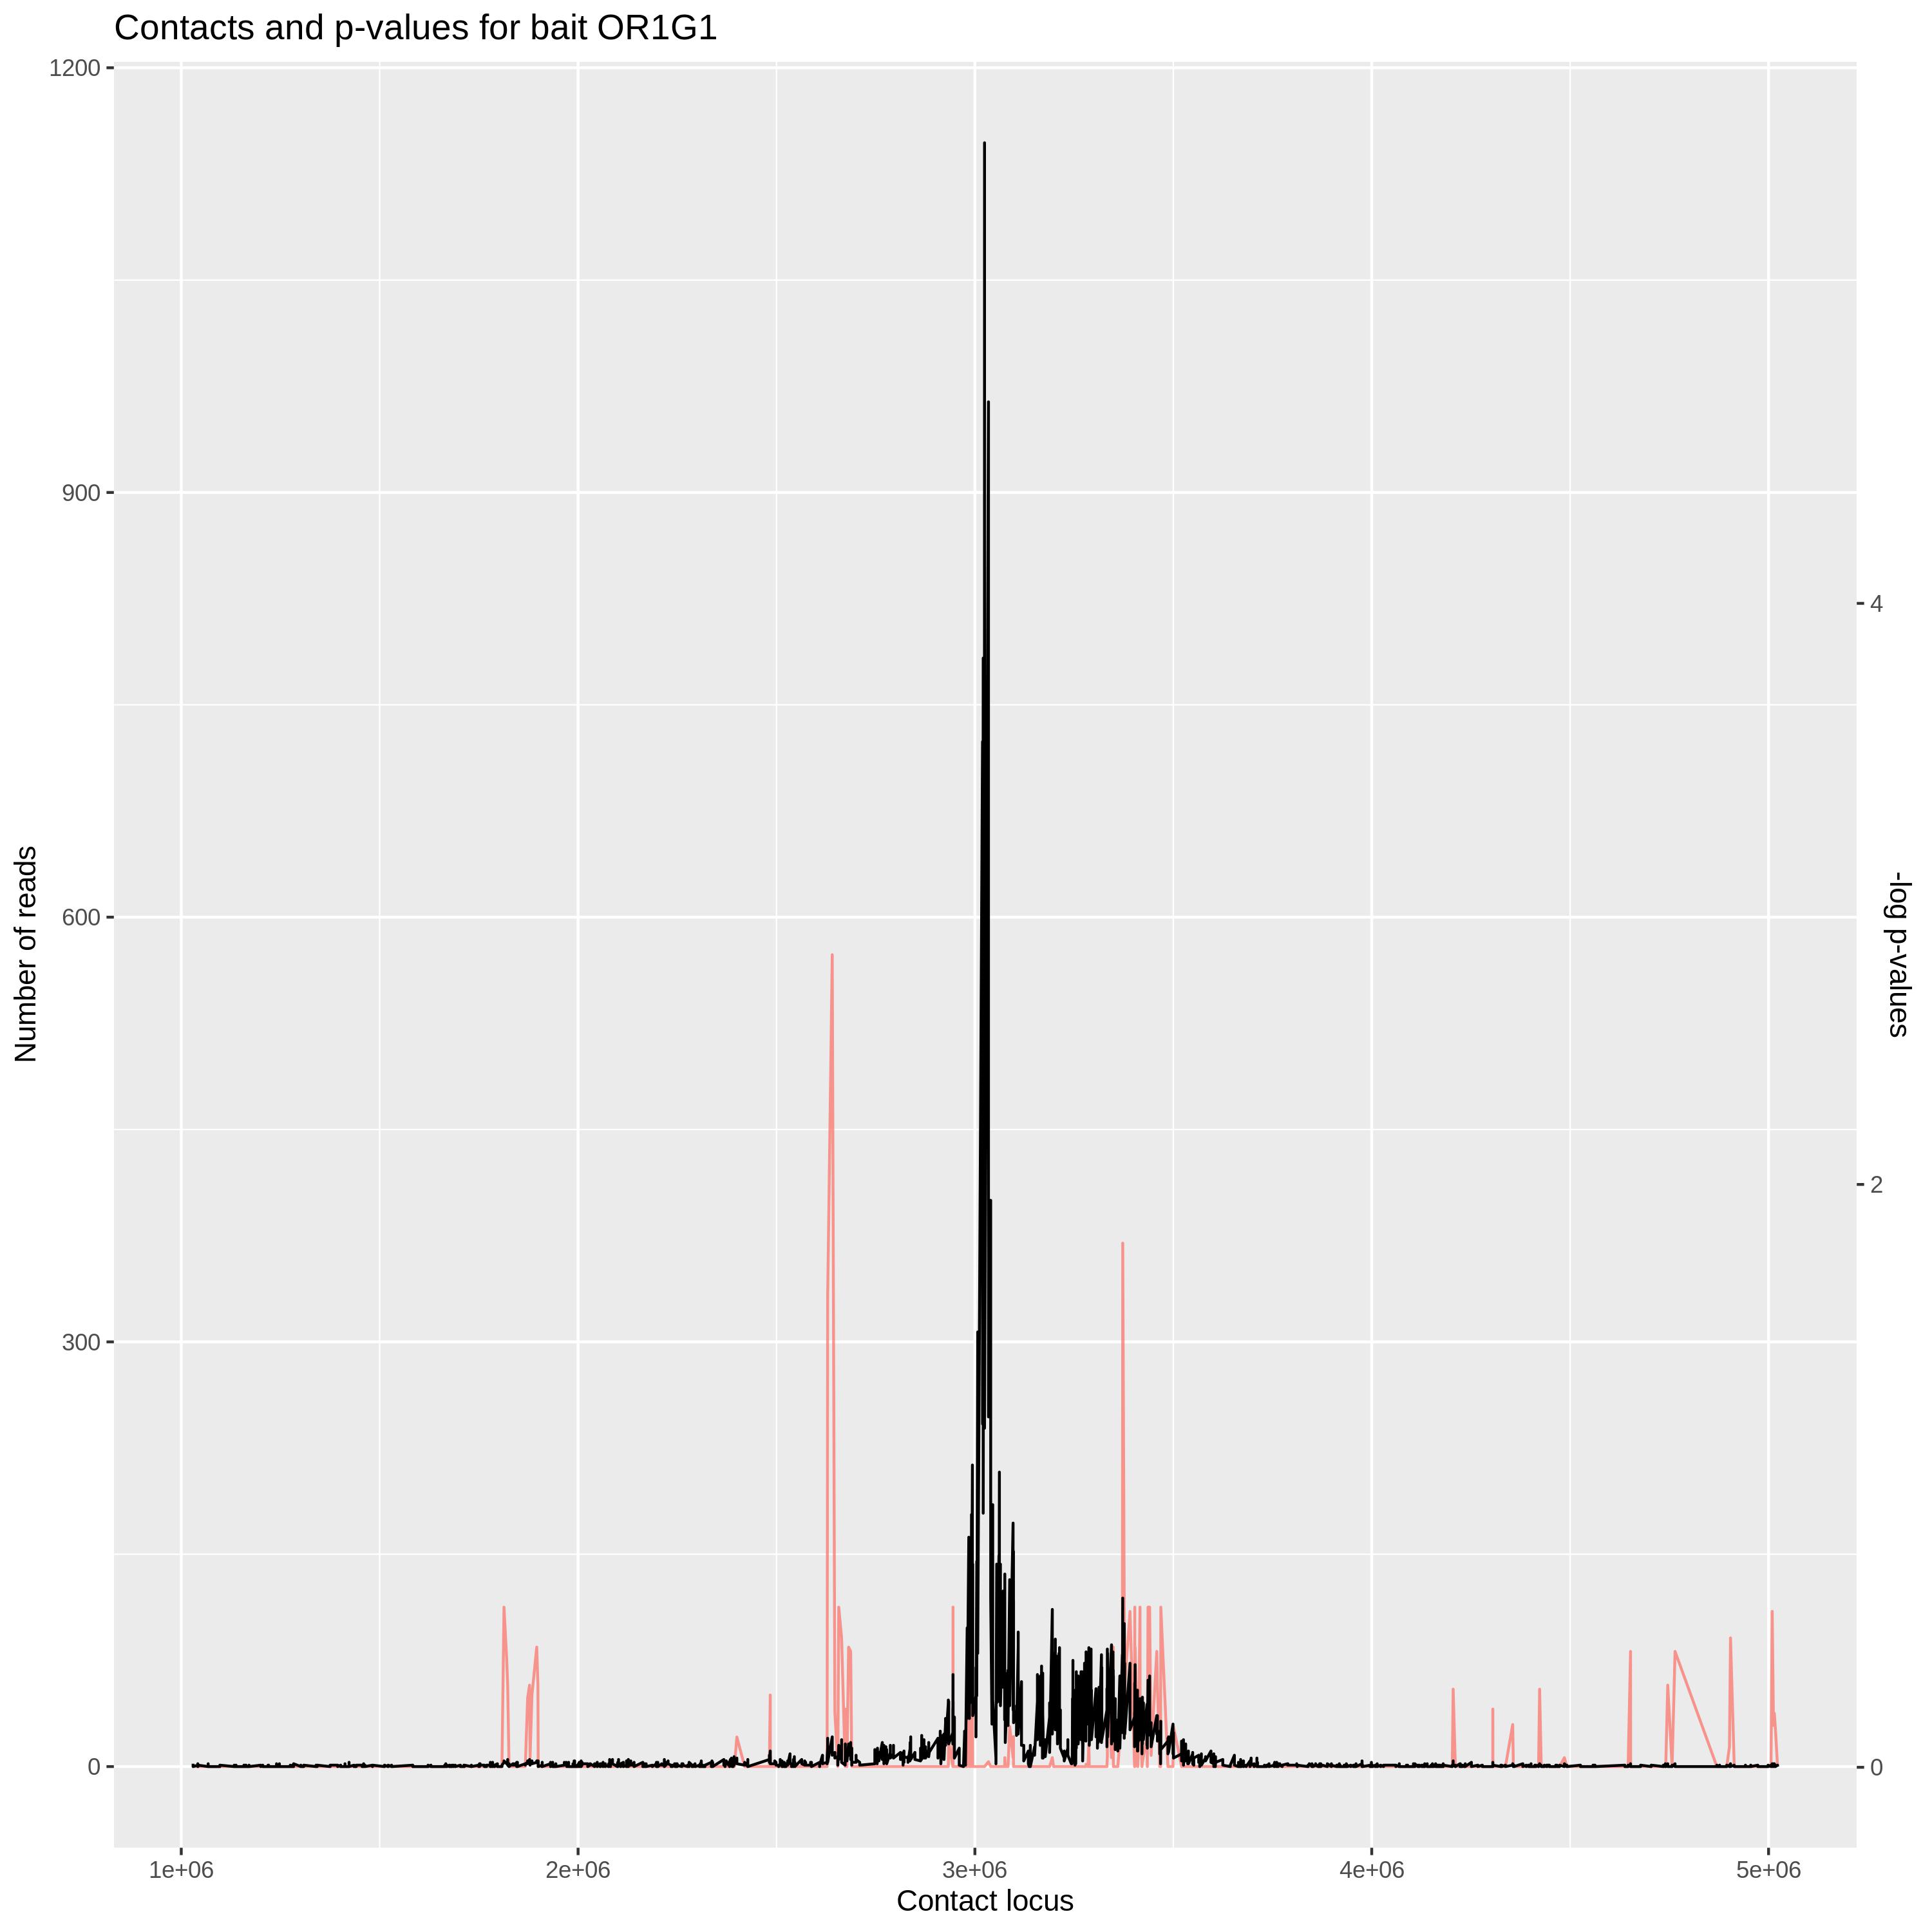 Contacts and p-values for bait OR1G1
1200
900
600
300
0
Number of reads
4
2
0
-log p-values
1e+06 2e+06 3e+06 4e+06 5e+06
Contact locus